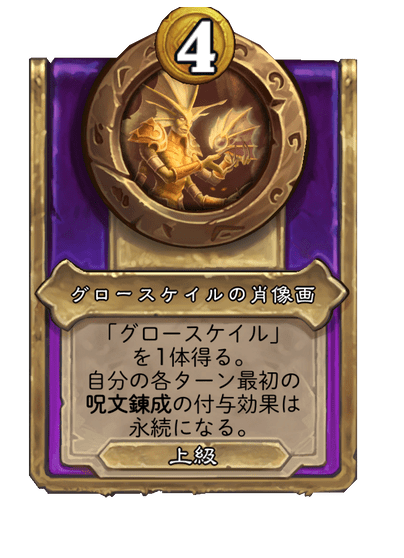 4
グロースケイルの肖像画
「グロースケイル」
を1体得る。
自分の各ターン最初の
呪文錬成の付与効果は
永続になる。
上級